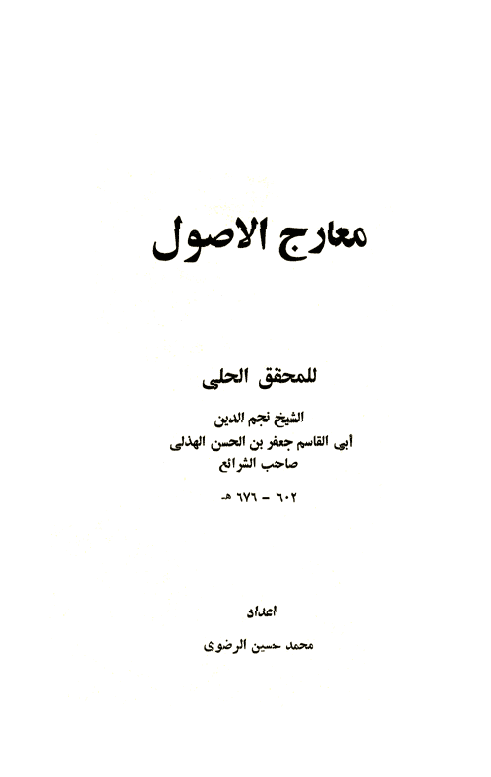 معارج الاصول
للمحقق الحلى
الشيخ نجم الدين
أبى القاسم جعفر بن الحسن الهذلى
صاحب الشرائع
٦٠٢ - ٦٧٦ هـ
اعداد
محمد حسين الرضوى